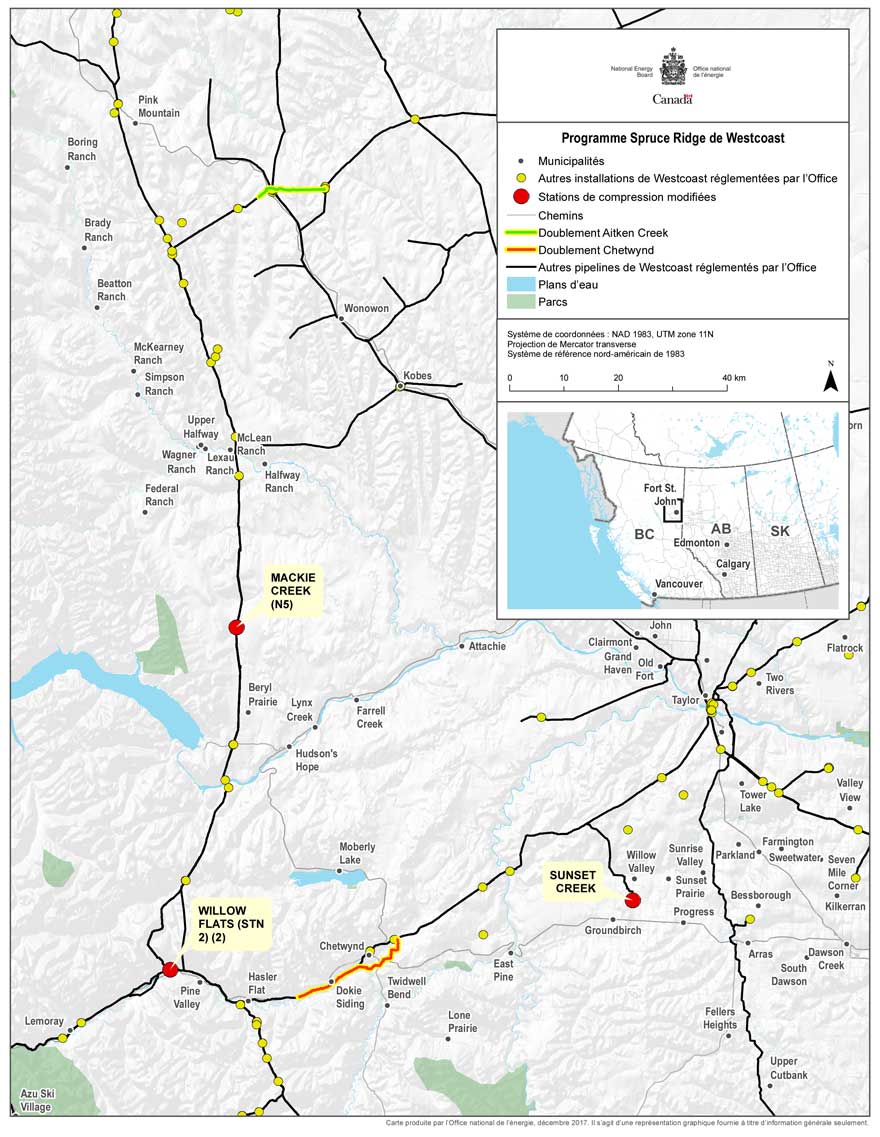 National Energy Board
Office national de l'énergie
Canada
Programme Spruce Ridge de Westcoast
Municipalités
Autres installations de Westcoast réglementées par l'Office
Stations de compression modifiées
Chemins
Doublement Aitken Creek
Doublement Chetwynd
Autres pipelines de Westcoast réglementés par l'Office
Plans d'eau
Parcs
Système de coordonnées : NAD 1983, UTM zone 11N
Projection de Mercator transverse
Système de référence nord-américain de 1983
0 10 20 40 km
N
Fort St.
John
BC
AB
SK
Edmonton
Calgary
Vancouver
Pink
Mountain
Boring
Ranch
Brady
Ranch
Beatton
Ranch
Wonowon
McKearney
Ranch
Simpson
Ranch
Kobes
Upper
Halfway
McLean
Ranch
Wagner
Ranch
Lexau
Ranch
Halfway
Ranch
Federal
Ranch
orn
MACKIE
CREEK
(N5)
Attachie
John
Clairmont
Grand
Haven
Old
Fort
Flatrock
Two
Rivers
Taylor
Beryl
Prairie
Lynx
Creek
Farrell
Creek
Hudson's
Hope
Tower
Lake
Valley
View
Moberly
Lake
Willow
Valley
Sunrise
Valley
Parkland
Farmington
Sweetwater
Seven
Mile
Corner
SUNSET
CREEK
Sunset
Prairie
Bessborough
Kilkerran
Progress
Groundbirch
WILLOW
FLATS (STN
2) (2)
Chetwynd
East
Pine
Arras
South
Dawson
Dawson
Creek
Hasler
Flat
Pine
Valley
Dokie
Siding
Twidwell
Bend
Lone
Prairie
Fellers
Heights
Lemoray
Upper
Cutbank
Azu Ski
Village
Carte produite par l'Office national de l'énergie, décembre 2017. Il s'agit d'une représentation graphique fournie à titre d'information générale seulement.